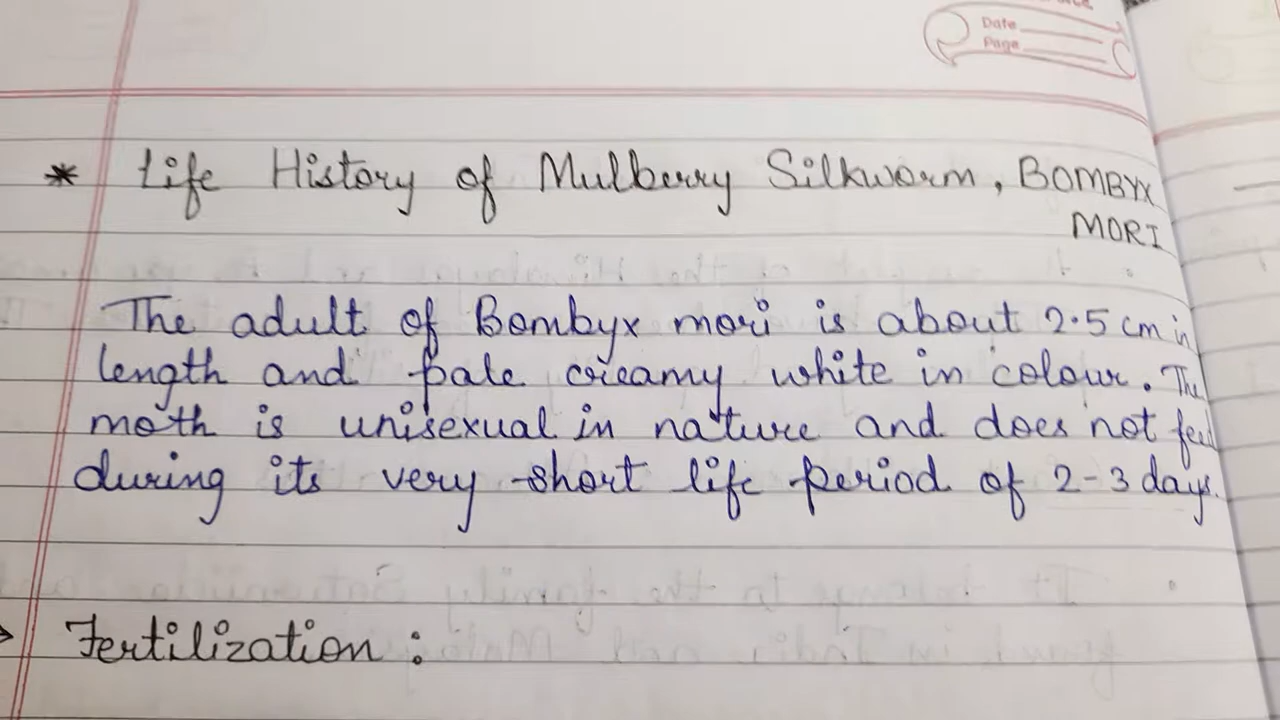 Date
Page
* Life History of Mulberry Silkworm, BOMBYX
MORI
The adult of Bombyx mori is about 2.5 cm in
length and pale creamy white in colour. The
moth is unisexual in nature and does not feed
during its very short life period of 2-3 days.
→ Fertilization :